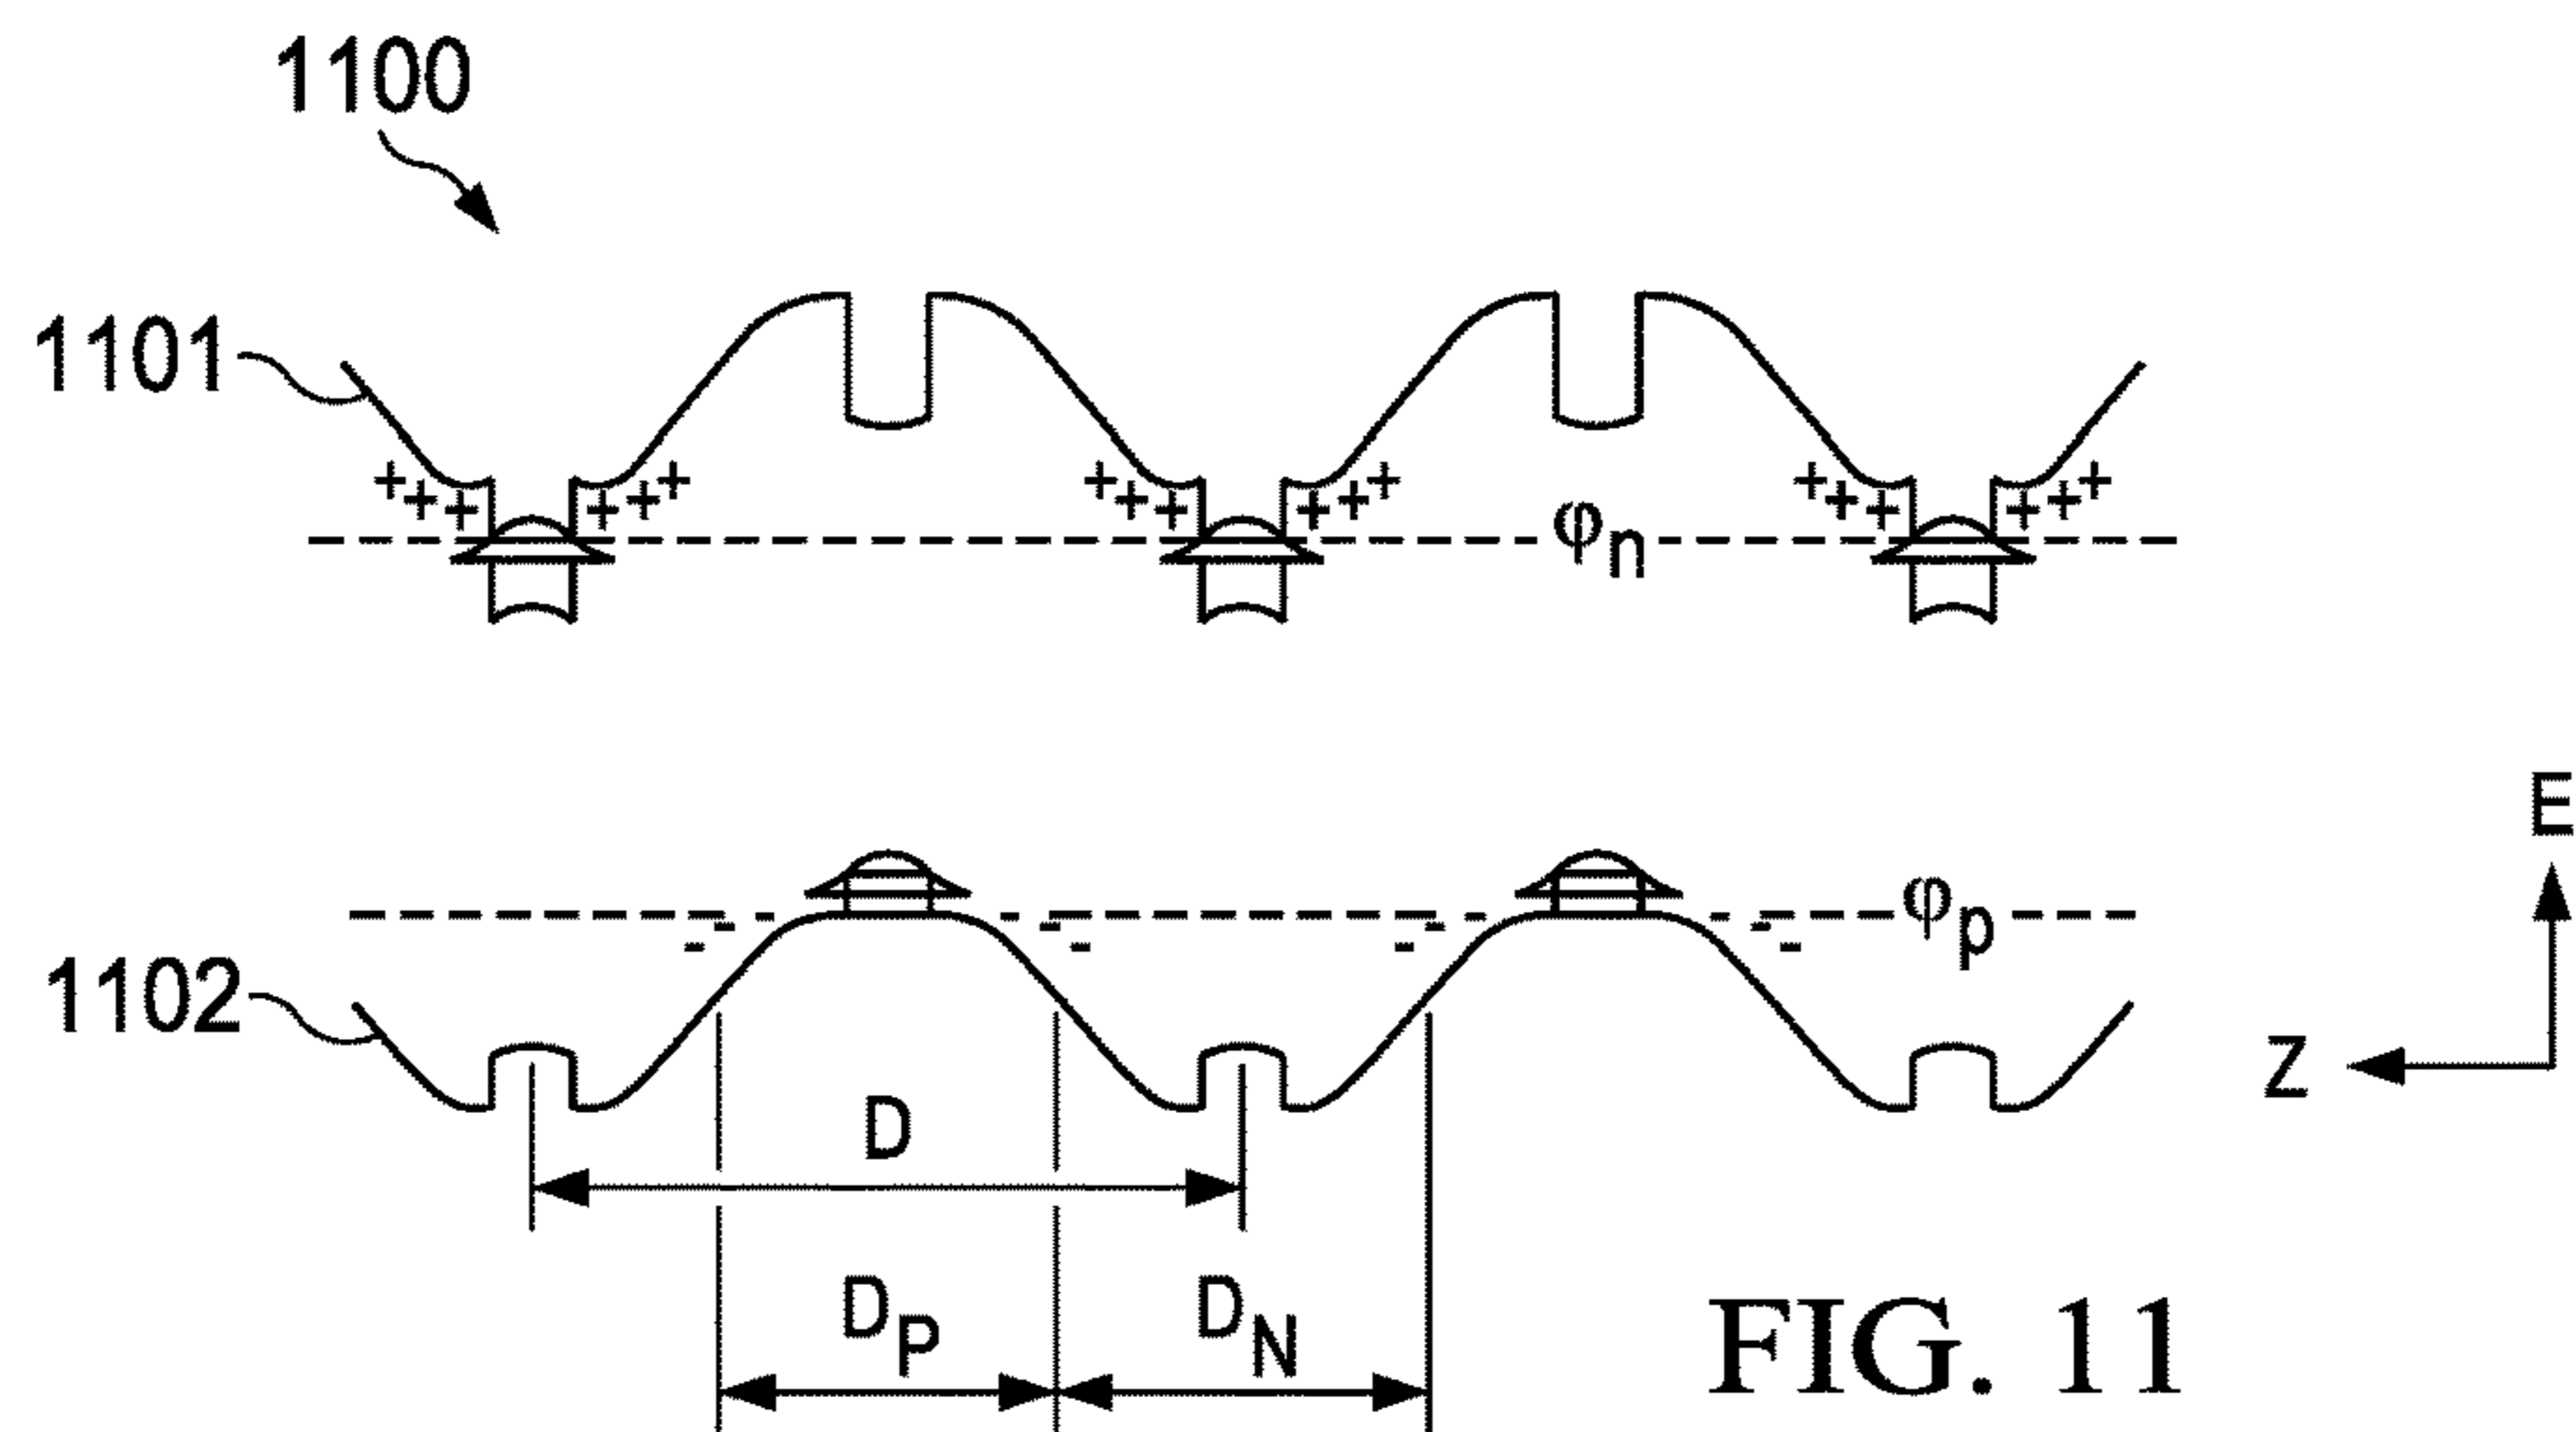 1100
1101
+ + + + + + + + + + + + + + + + + +
φn
E
φp
1102
Z
D
DP DN
FIG. 11